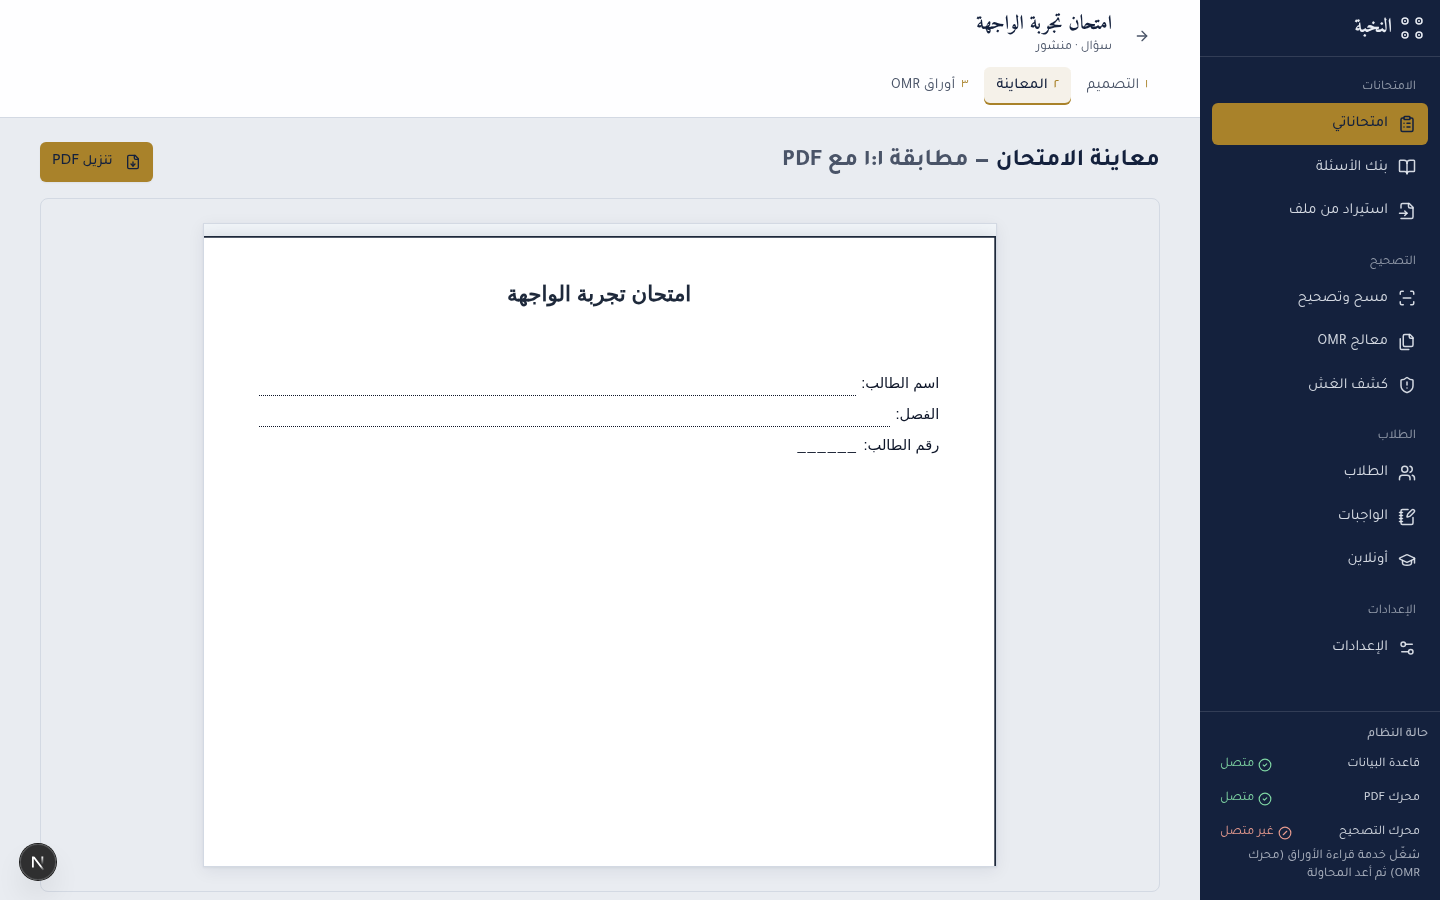 النخبة
الامتحانات
امتحاناتي
بنك الأسئلة
استيراد من ملف
التصحيح
مسح وتصحيح
معالج OMR
كشف الغش
الطلاب
الطلاب
الواجبات
أونلاين
الإعدادات
الإعدادات
حالة النظام
قاعدة البيانات متصل
محرك PDF متصل
محرك التصحيح غير متصل
شغّل خدمة قراءة الأوراق (محرك
OMR) ثم أعد المحاولة
امتحان تجربة الواجهة
سؤال · منشور
١ التصميم
٢ المعاينة
٣ أوراق OMR
معاينة الامتحان – مطابقة ١:١ مع PDF
تنزيل PDF
امتحان تجربة الواجهة
اسم الطالب:
الفصل:
رقم الطالب: ______
N